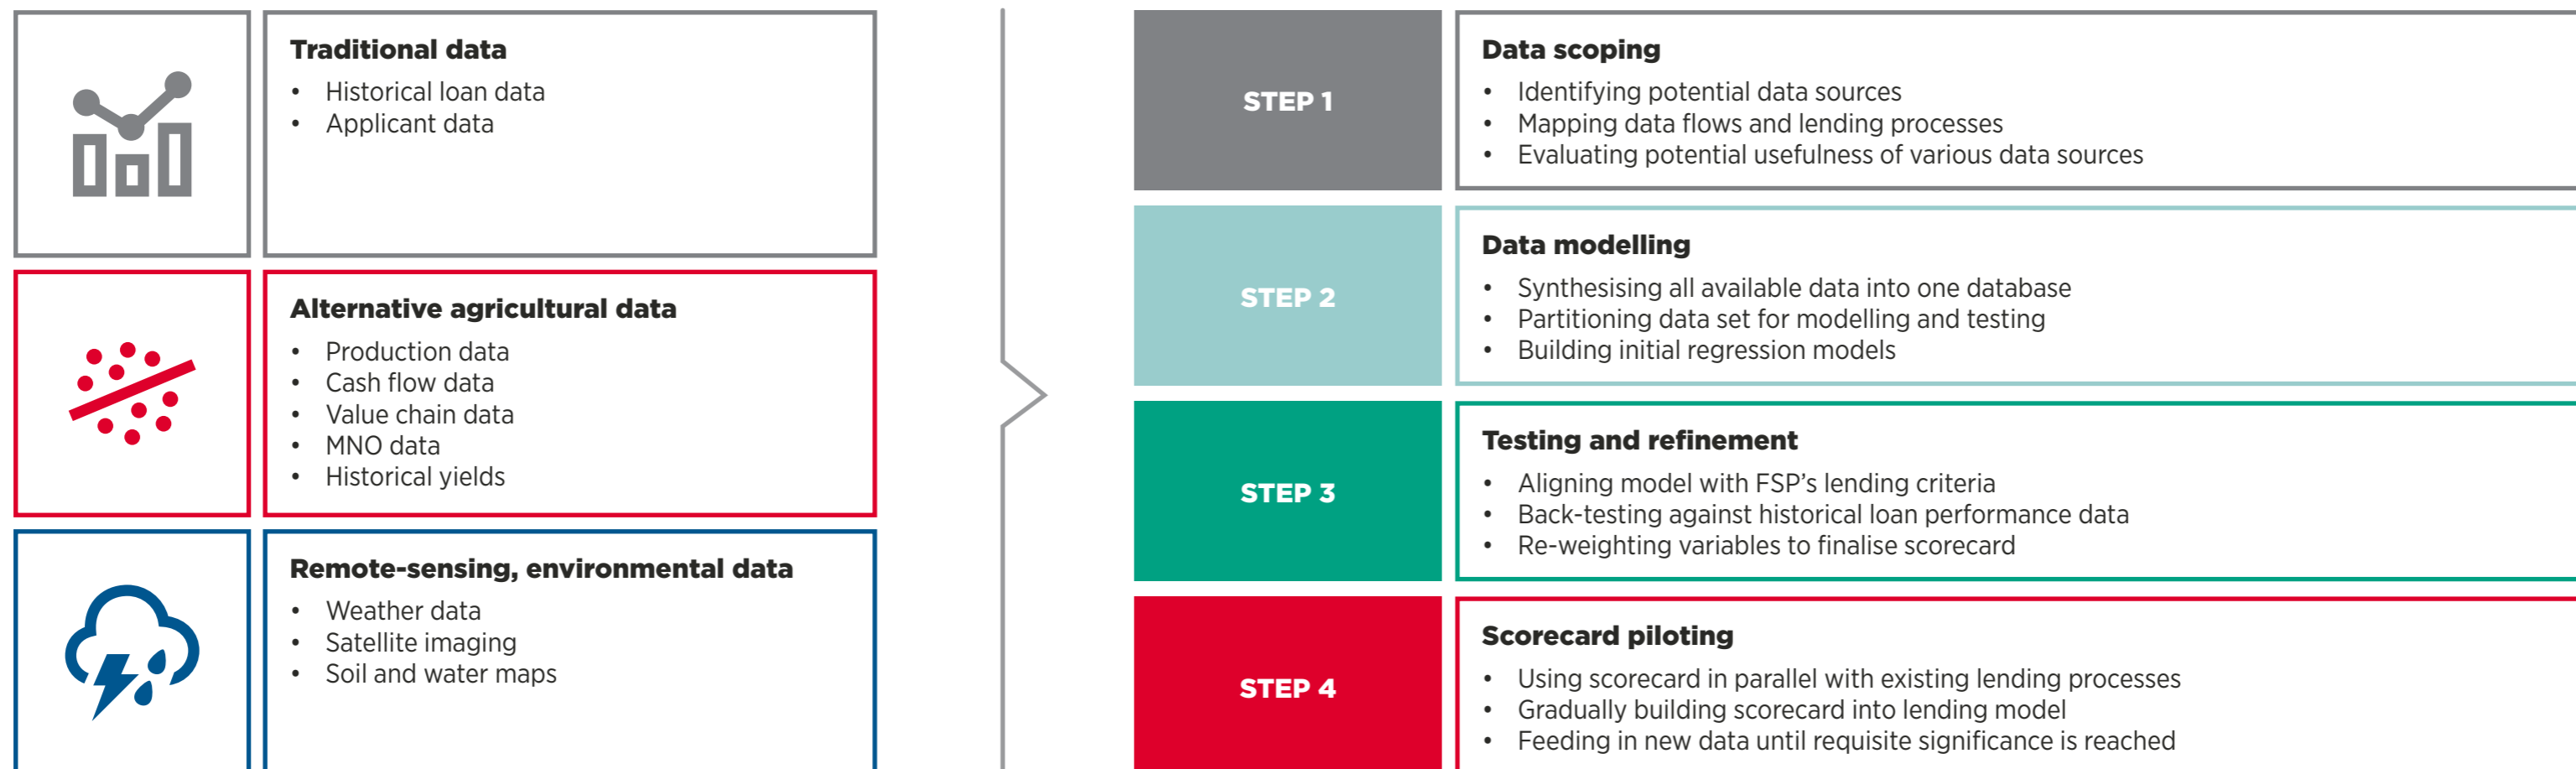 Traditional data
• Historical loan data
• Applicant data
Alternative agricultural data
• Production data
• Cash flow data
• Value chain data
• MNO data
• Historical yields
Remote-sensing, environmental data
• Weather data
• Satellite imaging
• Soil and water maps
STEP 1
Data scoping
• Identifying potential data sources
• Mapping data flows and lending processes
• Evaluating potential usefulness of various data sources
STEP 2
Data modelling
• Synthesising all available data into one database
• Partitioning data set for modelling and testing
• Building initial regression models
STEP 3
Testing and refinement
• Aligning model with FSP's lending criteria
• Back-testing against historical loan performance data
• Re-weighting variables to finalise scorecard
STEP 4
Scorecard piloting
• Using scorecard in parallel with existing lending processes
• Gradually building scorecard into lending model
• Feeding in new data until requisite significance is reached